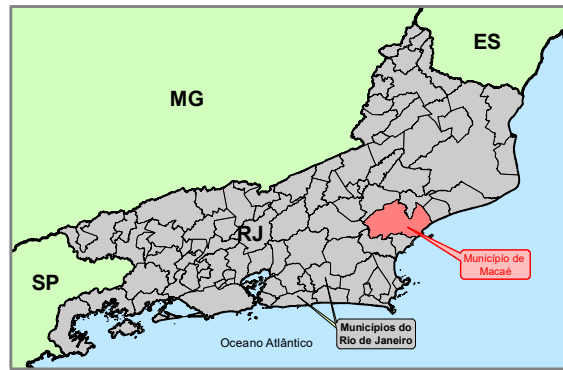 ES
MG
RJ
Município de
Macaé
SP
Municípios do
Rio de Janeiro
Oceano Atlântico